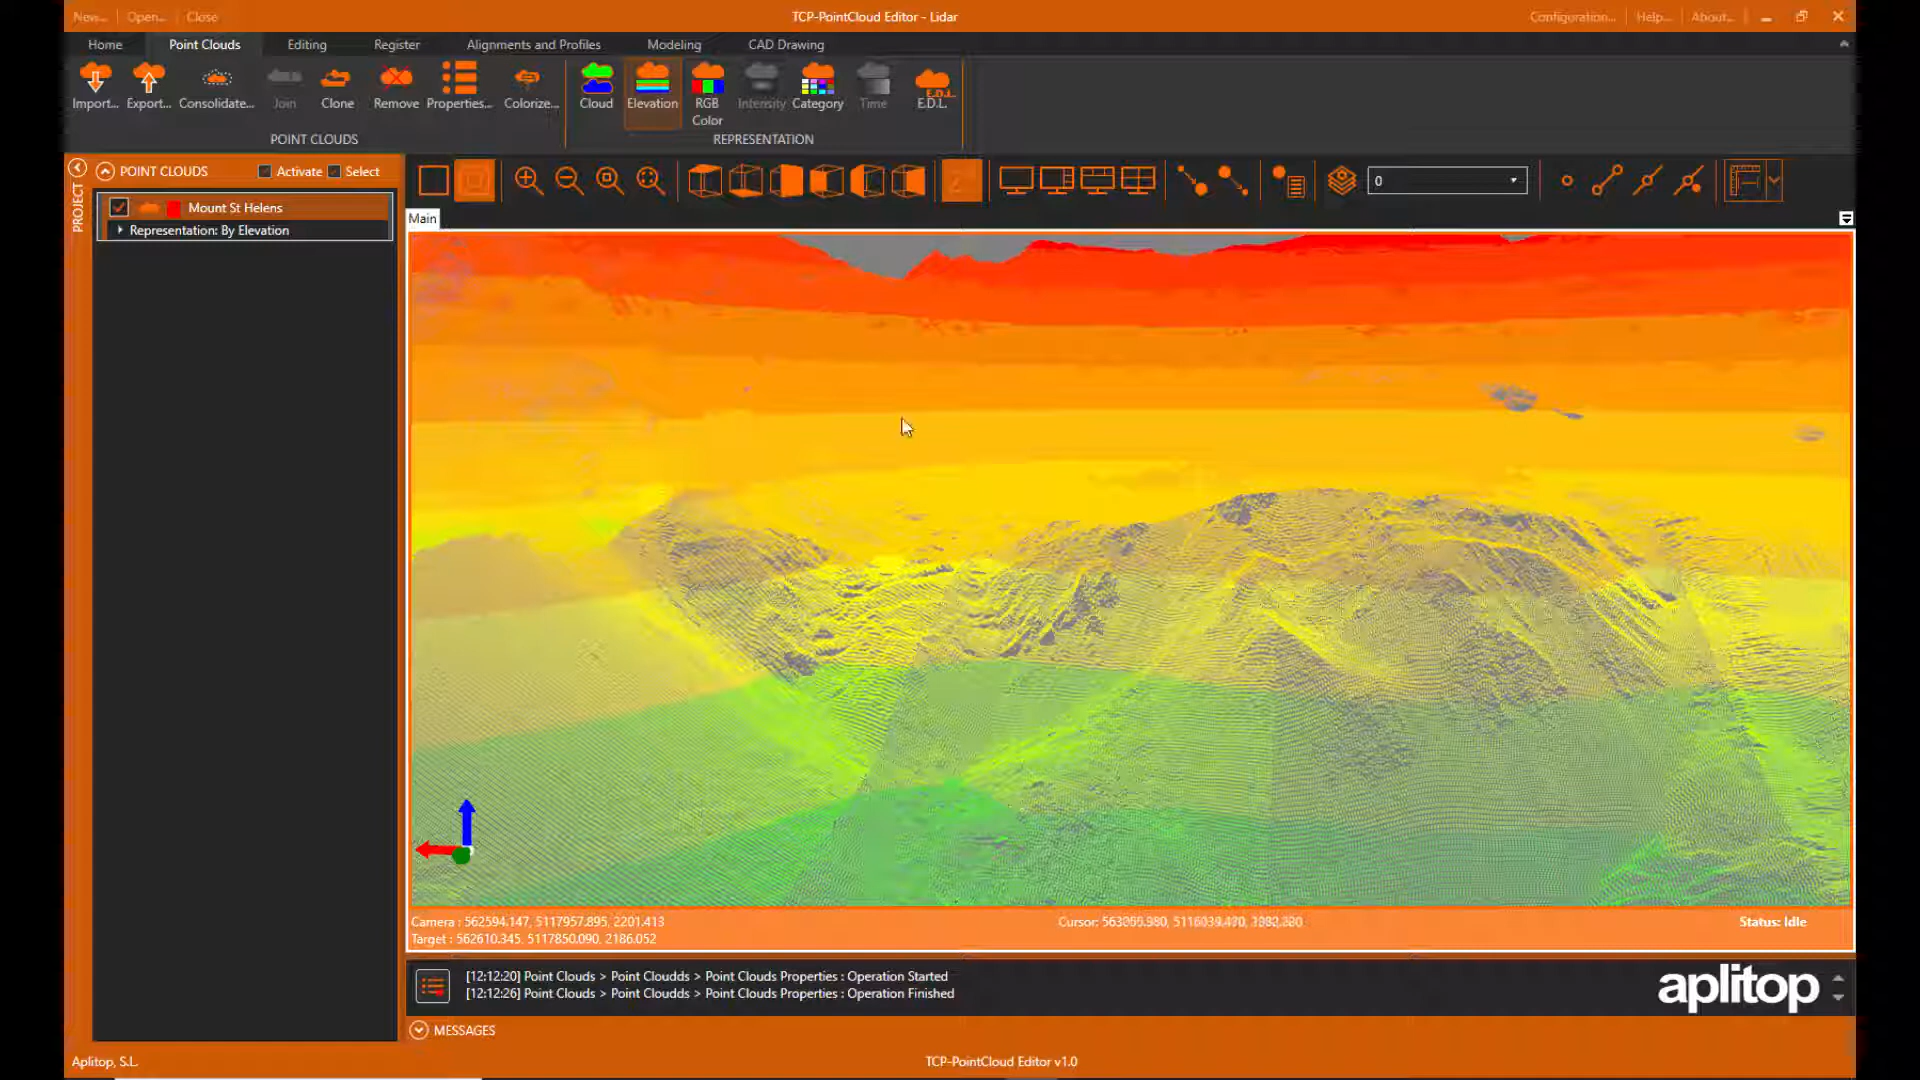 New... Open... Close TCP-PointCloud Editor - Lidar Configuration... Help... About...
Home Point Clouds Editing Register Alignments and Profiles Modeling CAD Drawing
Import... Export... Consolidate... Join Clone Remove Properties... Colorize... Cloud Elevation RGB Color Intensity Category Time E.D.L. E.D.L.
POINT CLOUDS REPRESENTATION
PROJECT
POINT CLOUDS Activate Select
0
Mount St Helens
Representation: By Elevation
Main
Camera : 562594.147, 5117957.895, 2201.413
Target : 562610.345, 5117850.090, 2186.052
Cursor:
Status: Idle
[12:12:20] Point Clouds > Point Cloudds > Point Clouds Properties : Operation Started
[12:12:26] Point Clouds > Point Cloudds > Point Clouds Properties : Operation Finished
aplitop
MESSAGES
Aplitop, S.L. TCP-PointCloud Editor v1.0